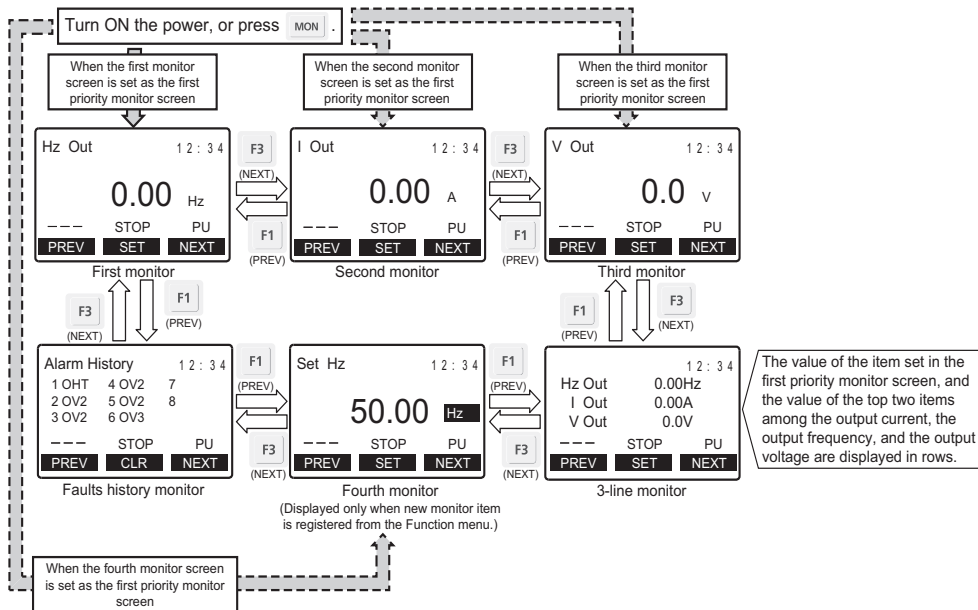 Turn ON the power, or press MON .
When the first monitor
screen is set as the first
priority monitor screen
When the second monitor
screen is set as the first
priority monitor screen
When the third monitor
screen is set as the first
priority monitor screen
Hz Out 12:34
0.00 Hz
--- STOP PU
PREV SET NEXT
First monitor
F3
(NEXT)
F1
(PREV)
I Out 12:34
0.00 A
--- STOP PU
PREV SET NEXT
Second monitor
F3
(NEXT)
F1
(PREV)
V Out 12:34
0.0 V
--- STOP PU
PREV SET NEXT
Third monitor
F3
(NEXT)
F1
(PREV)
F1
(PREV)
F3
(NEXT)
Alarm History 12:34
1 OHT 4 OV2 7
2 OV2 5 OV2 8
3 OV2 6 OV3
--- STOP PU
PREV CLR NEXT
Faults history monitor
F1
(PREV)
F3
(NEXT)
Set Hz 12:34
50.00 Hz
--- STOP PU
PREV SET NEXT
Fourth monitor
(Displayed only when new monitor item
is registered from the Function menu.)
F1
(PREV)
F3
(NEXT)
12:34
Hz Out 0.00Hz
I Out 0.00A
V Out 0.0V
--- STOP PU
PREV SET NEXT
3-line monitor
The value of the item set in the
first priority monitor screen, and
the value of the top two items
among the output current, the
output frequency, and the output
voltage are displayed in rows.
When the fourth monitor screen
is set as the first priority monitor
screen